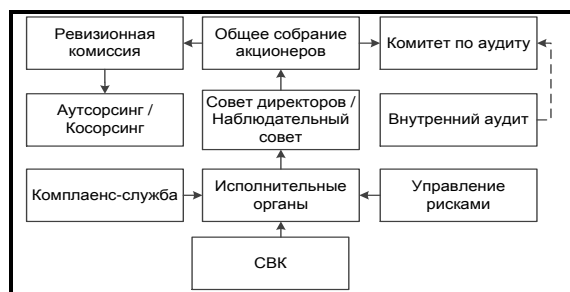 Ревизионная
комиссия
Общее собрание
акционеров
Комитет по аудиту
Аутсорсинг /
Косорсинг
Совет директоров /
Наблюдательный
совет
Внутренний аудит
Комплаенс-служба
Исполнительные
органы
Управление
рисками
СВК